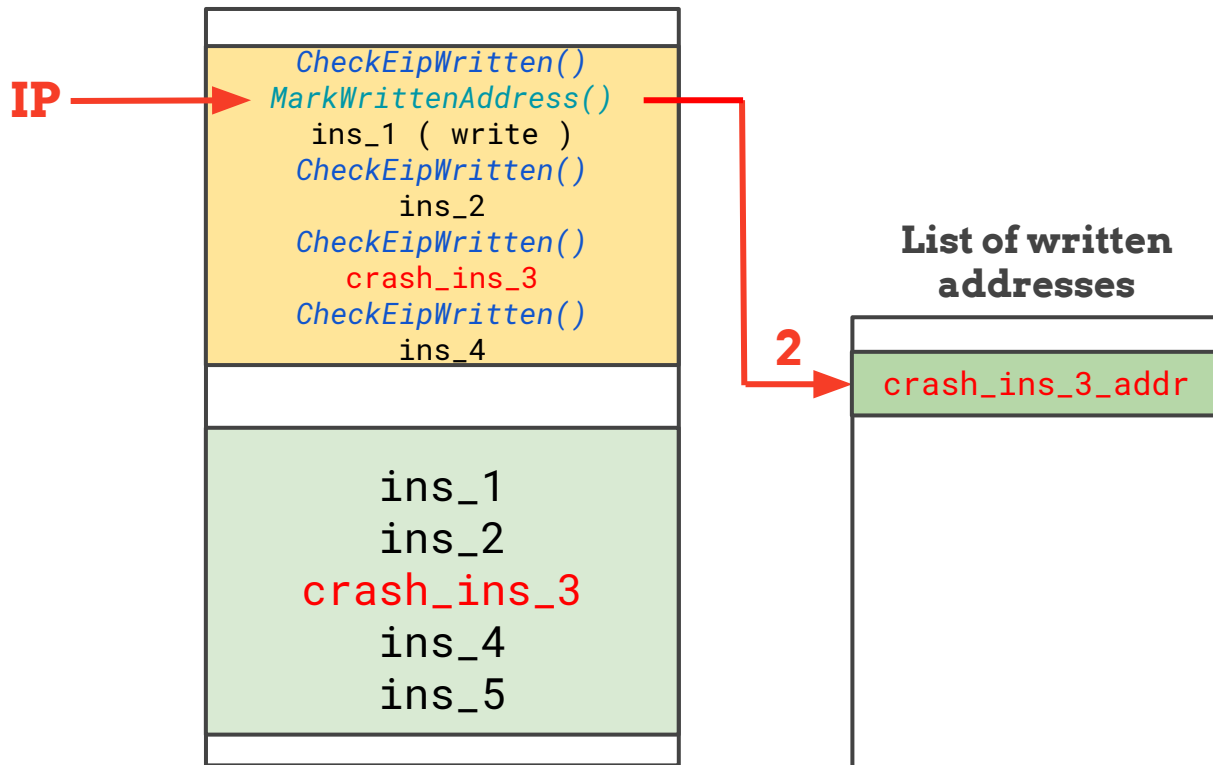 CheckEipWritten()
IP
MarkWrittenAddress()
ins_1 ( write )
CheckEipWritten()
ins_2
CheckEipWritten()
crash_ins_3
CheckEipWritten()
ins_4
2
List of written
addresses
crash_ins_3_addr
ins_1
ins_2
crash_ins_3
ins_4
ins_5